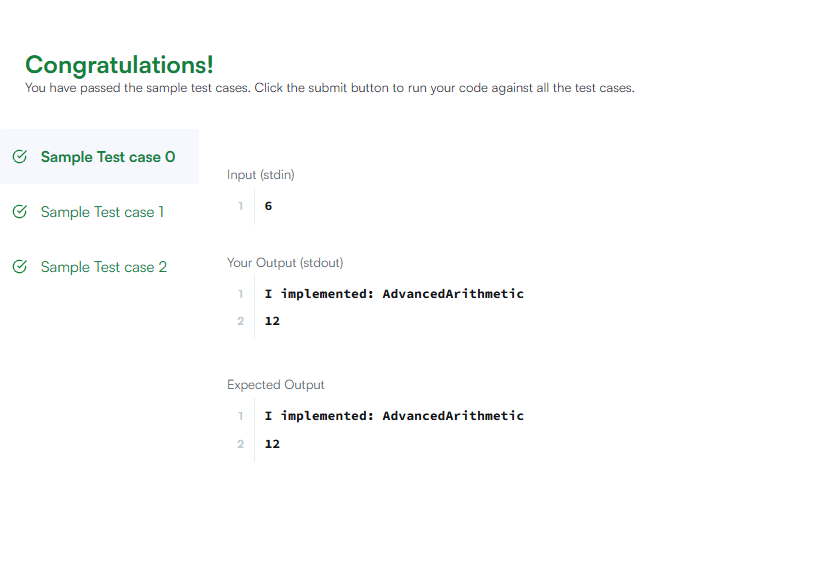 Congratulations!
You have passed the sample test cases. Click the submit button to run your code against all the test cases.
Sample Test case 0
Sample Test case 1
Sample Test case 2
Input (stdin)
1 6
Your Output (stdout)
1 I implemented: AdvancedArithmetic
2 12
Expected Output
1 I implemented: AdvancedArithmetic
2 12